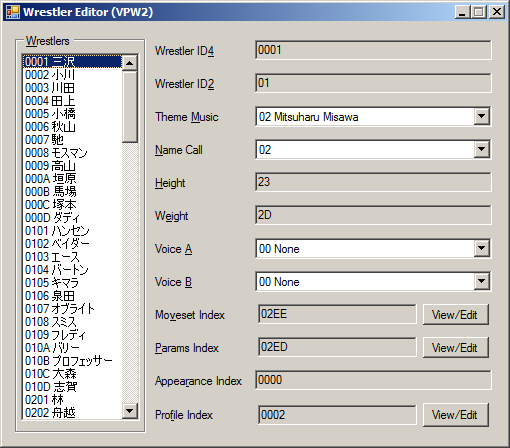 Wrestler Editor (VPW2)
Wrestlers
0001 三沢
0002 小川
0003 川田
0004 田上
0005 小橋
0006 秋山
0007 馳
0008 モスマン
0009 高山
000A 垣原
000B 馬場
000C 塚本
000D ダディ
0101 ハンセン
0102 ベイダー
0103 エース
0104 バートン
0105 キマラ
0106 泉田
0107 オブライト
0108 スミス
0109 フレディ
010A バリー
010B プロフェッサー
010C 大森
010D 志賀
0201 林
0202 舟越
Wrestler ID4 0001
Wrestler ID2 01
Theme Music 02 Mitsuharu Misawa
Name Call 02
Height 23
Weight 2D
Voice A 00 None
Voice B 00 None
Moveset Index 02EE View/Edit
Params Index 02ED View/Edit
Appearance Index 0000
Profile Index 0002 View/Edit